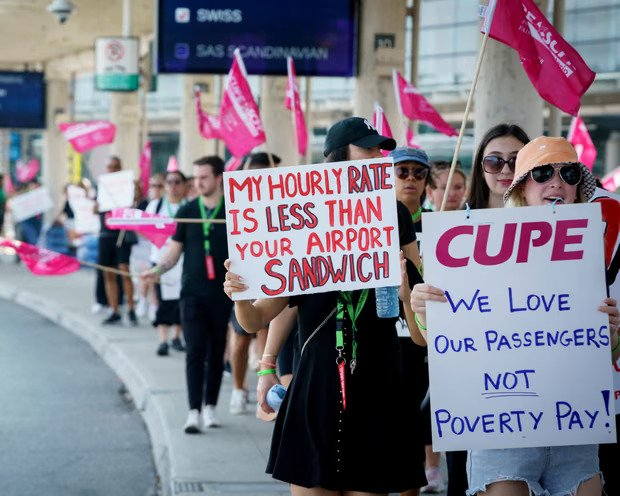 SWISS
SAS SCANDINAVIAN
MY HOURLY RATE
IS LESS THAN
YOUR AIRPORT
SANDWICH
CUPE
WE LOVE
OUR PASSENGERS
NOT
POVERTY PAY!